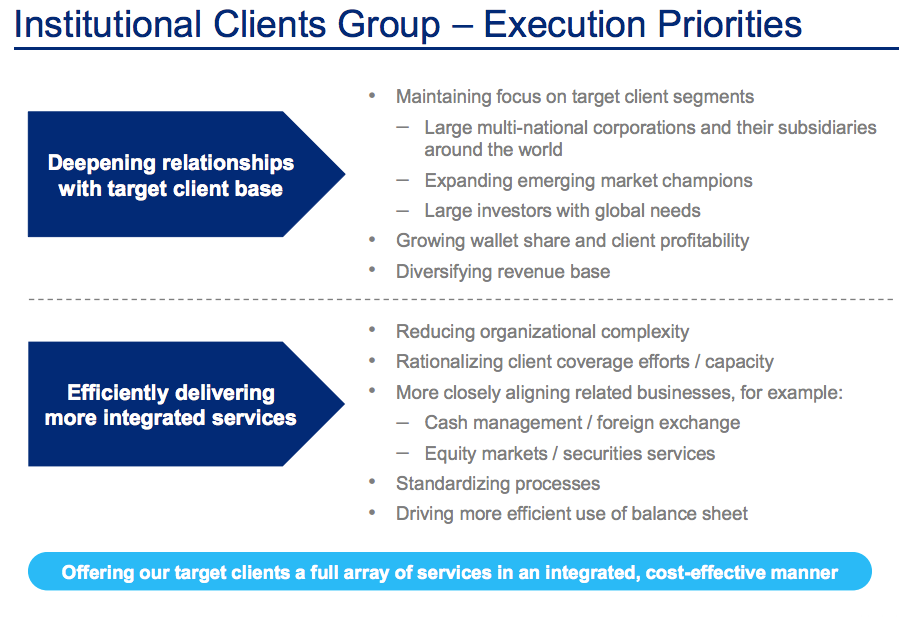 Institutional Clients Group – Execution Priorities
Deepening relationships
with target client base
• Maintaining focus on target client segments
– Large multi-national corporations and their subsidiaries
around the world
– Expanding emerging market champions
– Large investors with global needs
• Growing wallet share and client profitability
• Diversifying revenue base
Efficiently delivering
more integrated services
• Reducing organizational complexity
• Rationalizing client coverage efforts / capacity
• More closely aligning related businesses, for example:
– Cash management / foreign exchange
– Equity markets / securities services
• Standardizing processes
• Driving more efficient use of balance sheet
Offering our target clients a full array of services in an integrated, cost-effective manner